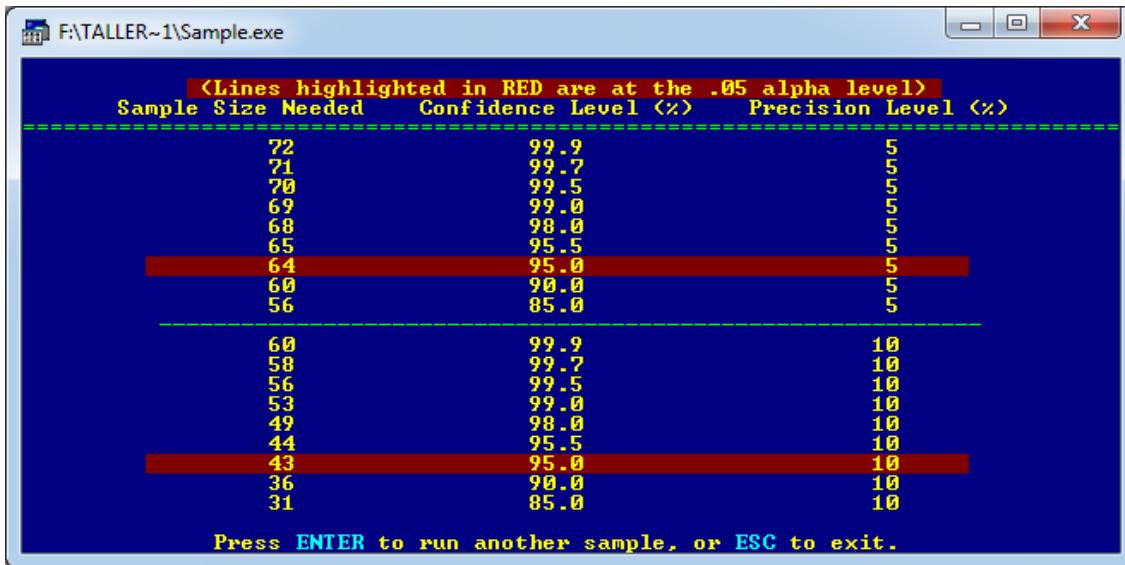 F:\TALLER~1\Sample.exe
(Lines highlighted in RED are at the .05 alpha level)
Sample Size Needed Confidence Level (%) Precision Level (%)
72 99.9 5
71 99.7 5
70 99.5 5
69 99.0 5
68 98.0 5
65 95.5 5
64 95.0 5
60 90.0 5
56 85.0 5
60 99.9 10
58 99.7 10
56 99.5 10
53 99.0 10
49 98.0 10
44 95.5 10
43 95.0 10
36 90.0 10
31 85.0 10
Press ENTER to run another sample, or ESC to exit.